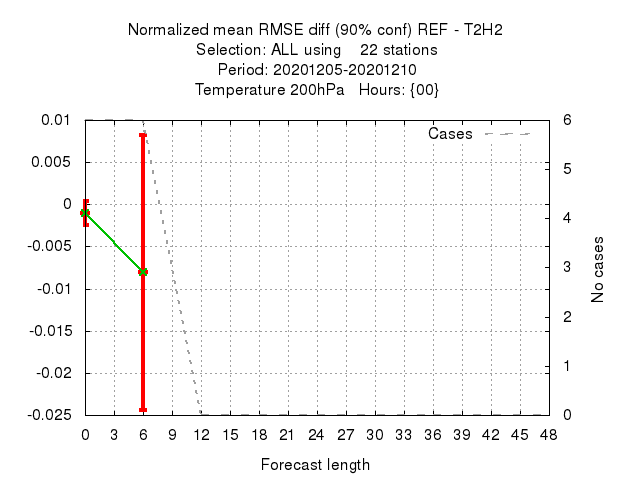 Normalized mean RMSE diff (90% conf) REF - T2H2
Selection: ALL using    22 stations
Period: 20201205-20201210
Temperature 200hPa   Hours: {00}
Cases
0.01
0.005
0
-0.005
-0.01
-0.015
-0.02
-0.025
6
5
4
3
2
1
0
No cases
0 3 6 9 12 15 18 21 24 27 30 33 36 39 42 45 48
Forecast length